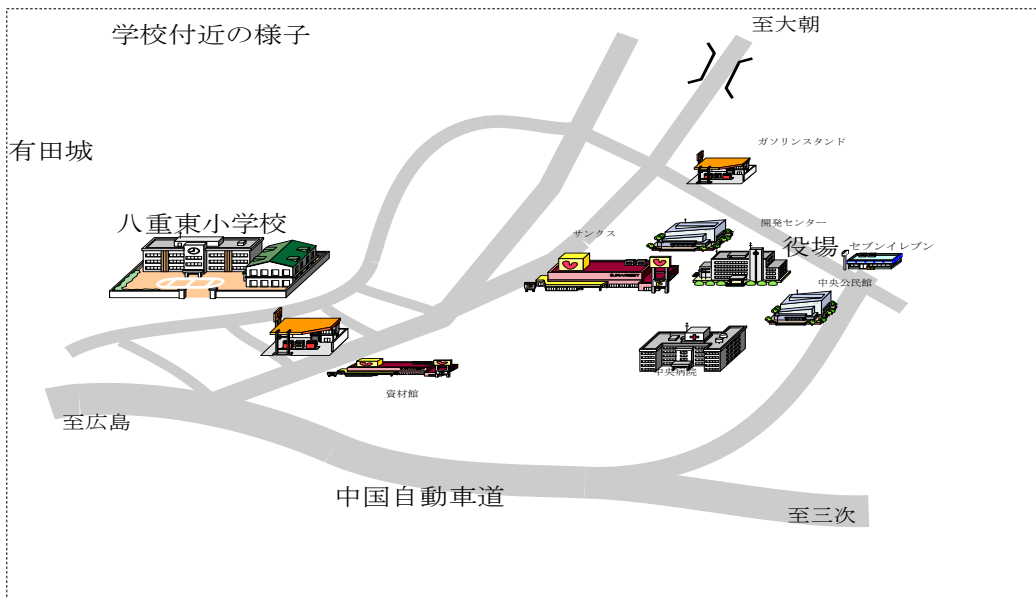 学校付近の様子
至大朝
ガソリンスタンド
有田城
八重東小学校
サンクス
開発センター
役場
セブンイレブン
中央公民館
中央病院
資材館
至広島
中国自動車道
至三次